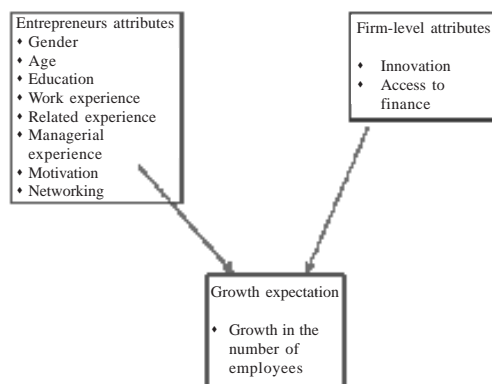 Entrepreneurs attributes
♦ Gender
♦ Age
♦ Education
♦ Work experience
♦ Related experience
♦ Managerial
experience
♦ Motivation
♦ Networking
Firm-level attributes
♦ Innovation
♦ Access to
finance
Growth expectation
♦ Growth in the
number of
employees